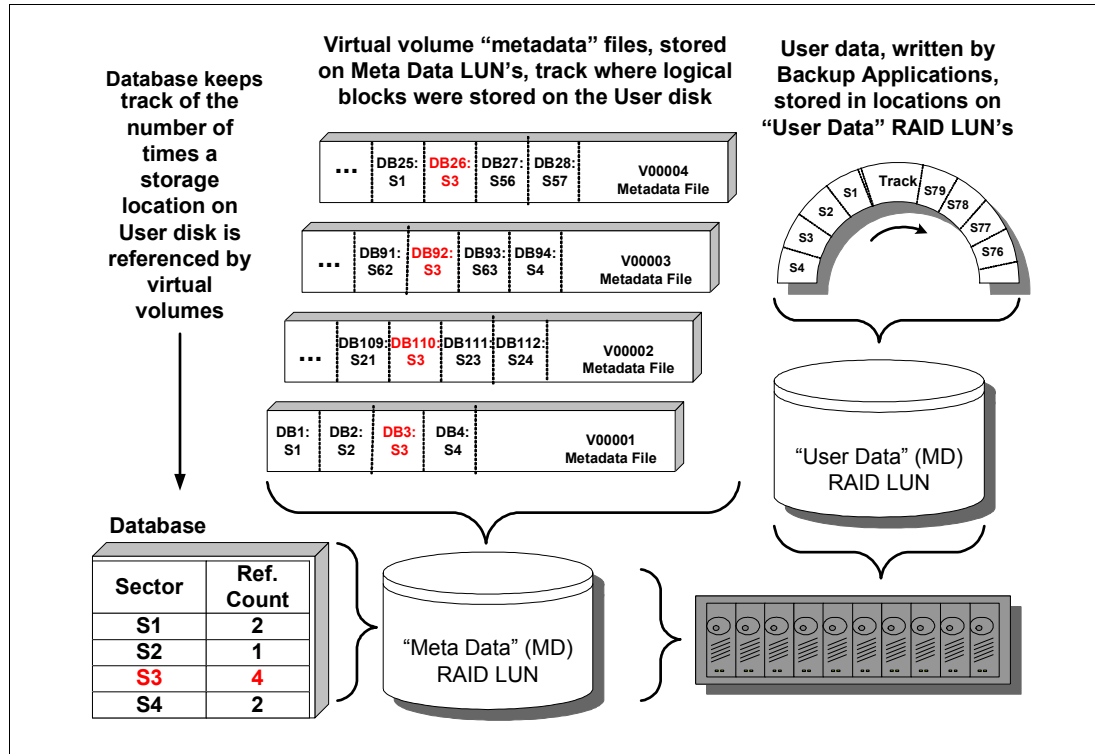 Database keeps
track of the
number of
times a
storage
location on
User disk is
referenced by
virtual
volumes
Virtual volume “metadata” files, stored
on Meta Data LUN’s, track where logical
blocks were stored on the User disk
User data, written by
Backup Applications,
stored in locations on
“User Data” RAID LUN’s
... DB25: DB26: DB27: DB28:
S1 S3 S56 S57
V00004
Metadata File
... DB91: DB92: DB93: DB94:
S62 S3 S63 S4
V00003
Metadata File
... DB109: DB110: DB111: DB112:
S21 S3 S23 S24
V00002
Metadata File
DB1: DB2: DB3: DB4:
S1 S2 S3 S4
V00001
Metadata File
S4
S3
S2
S1
Track
S79
S78
S77
S76
“User Data” (MD)
RAID LUN
Database
Sector Ref. Count
S1 2
S2 1
S3 4
S4 2
“Meta Data” (MD)
RAID LUN